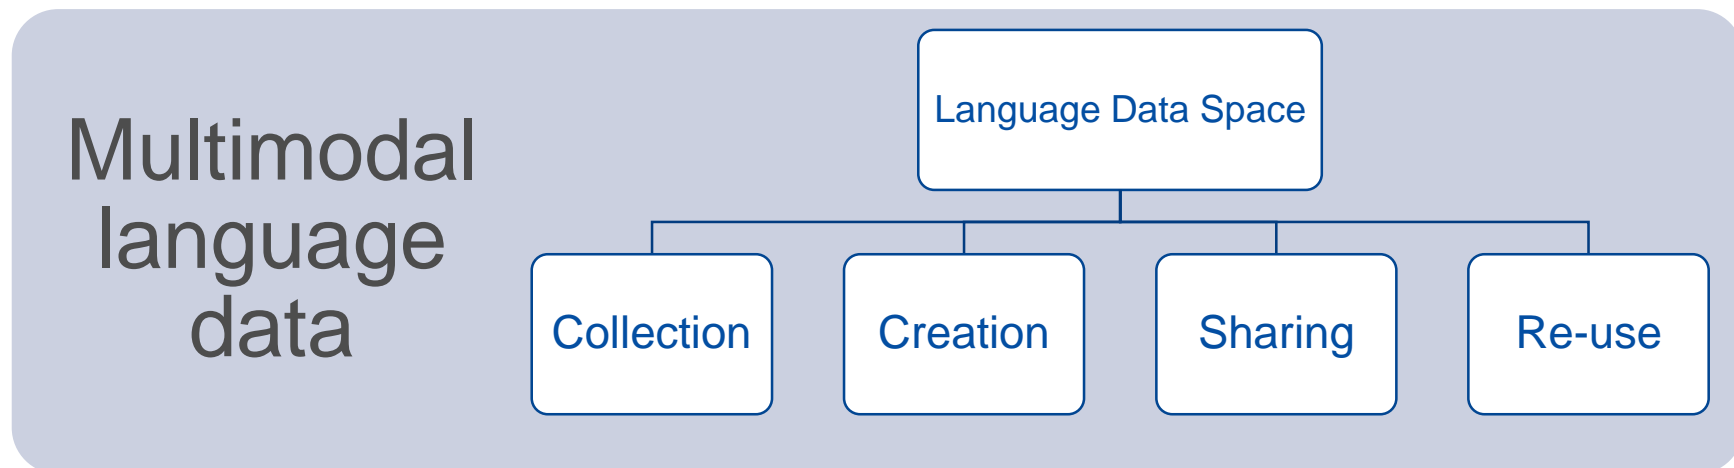 Multimodal
language
data
Language Data Space
Collection
Creation
Sharing
Re-use